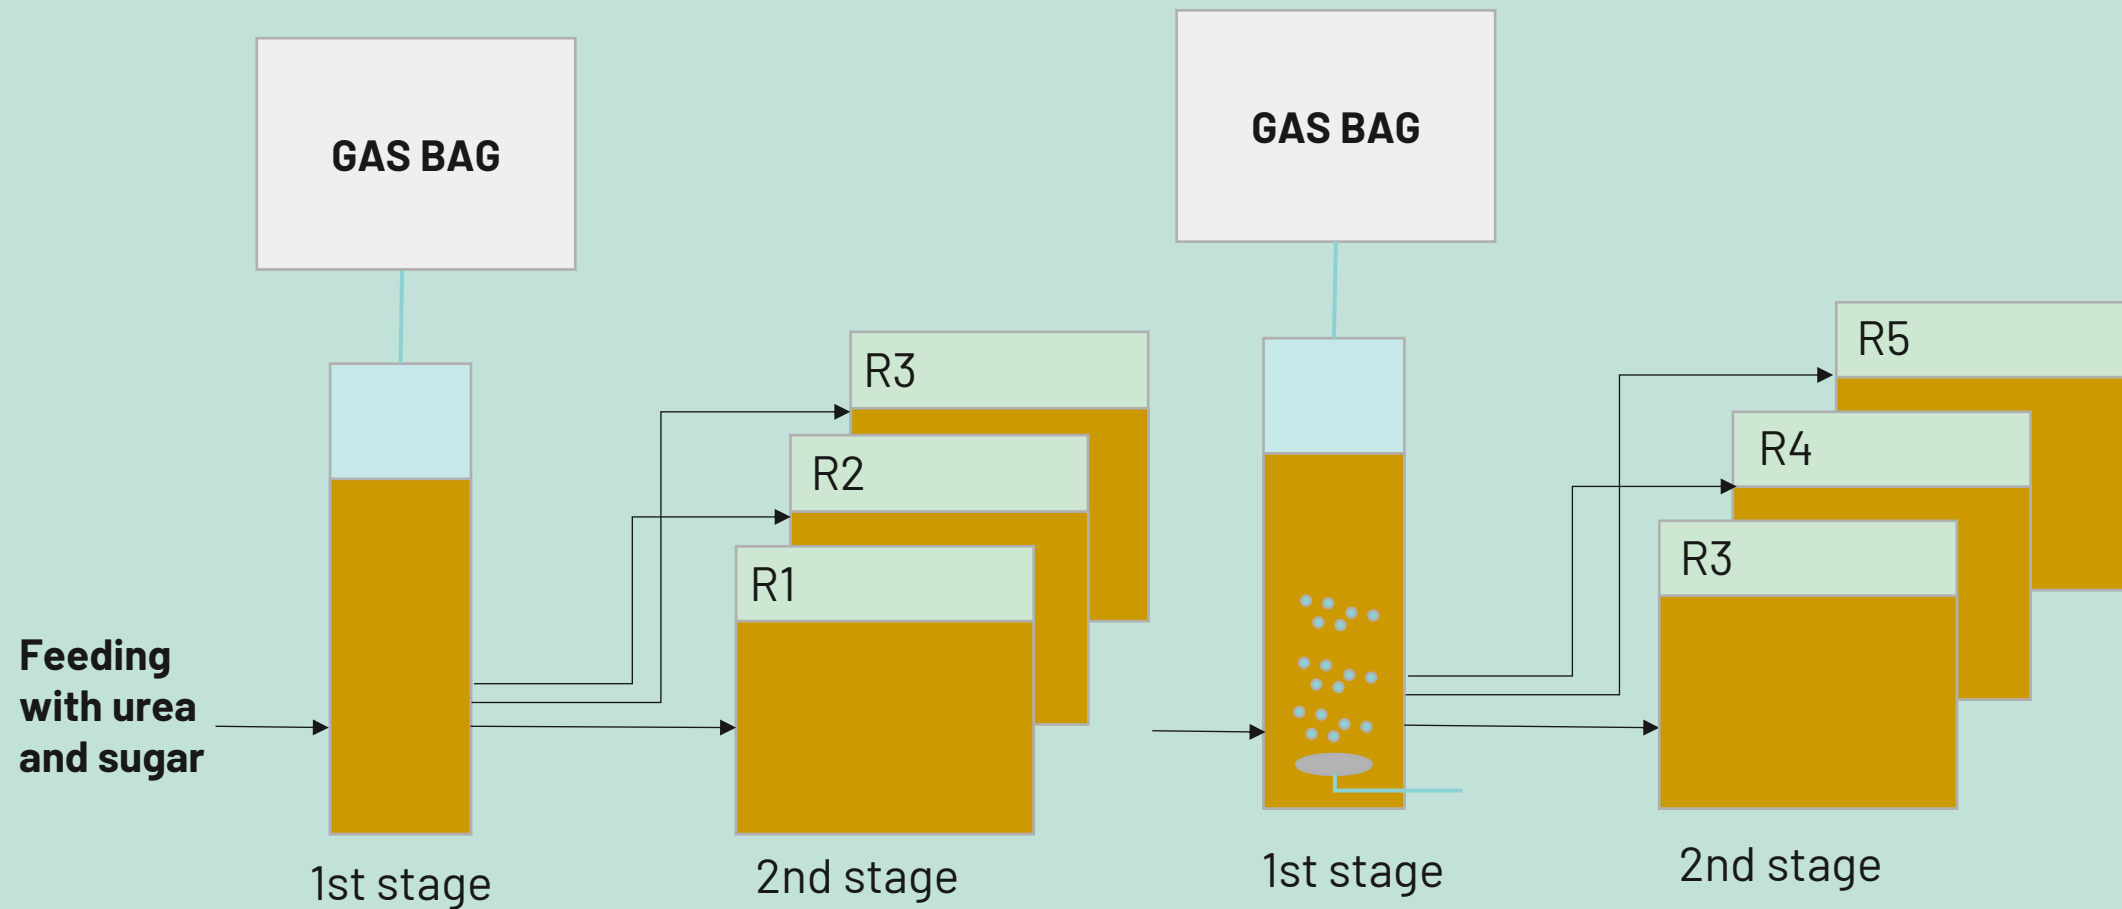 GAS BAG
GAS BAG
R3
R2
R1
R5
R4
R3
Feeding
with urea
and sugar
1st stage
2nd stage
1st stage
2nd stage